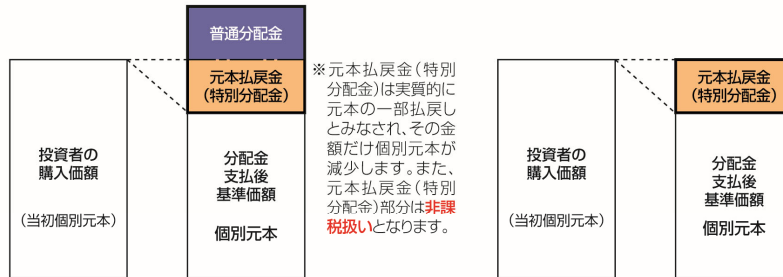 普通分配金
元本払戻金
(特別分配金)
投資者の
購入価額
(当初個別元本)
分配金
支払後
基準価額
個別元本
※元本払戻金(特別
分配金)は実質的に
元本の一部払戻し
とみなされ、その金
額だけ個別元本が
減少します。また、
元本払戻金(特別
分配金)部分は非課
税扱いとなります。
投資者の
購入価額
(当初個別元本)
元本払戻金
(特別分配金)
分配金
支払後
基準価額
個別元本